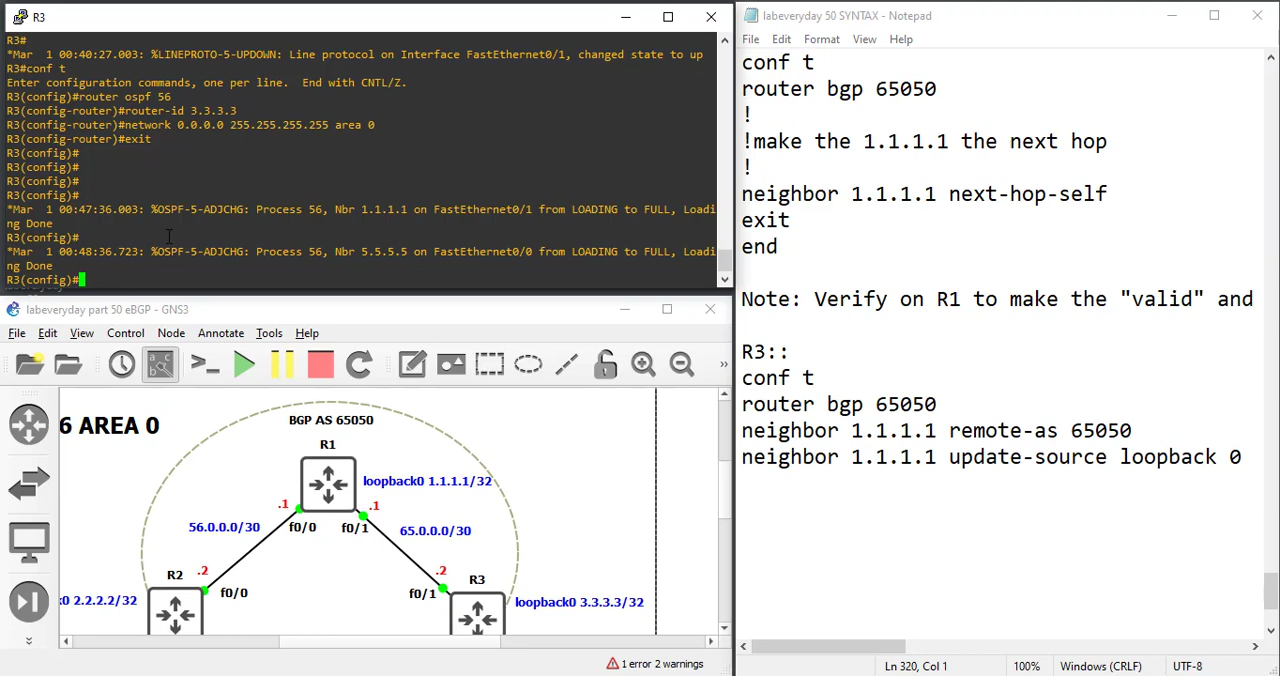 R3
R3#
*Mar  1 00:40:27.003: %LINEPROTO-5-UPDOWN: Line protocol on Interface FastEthernet0/1, changed state to up
R3#conf t
Enter configuration commands, one per line.  End with CNTL/Z.
R3(config)#router ospf 56
R3(config-router)#router-id 3.3.3.3
R3(config-router)#network 0.0.0.0 255.255.255.255 area 0
R3(config-router)#exit
R3(config)#
R3(config)#
R3(config)#
R3(config)#
*Mar  1 00:47:36.003: %OSPF-5-ADJCHG: Process 56, Nbr 1.1.1.1 on FastEthernet0/1 from LOADING to FULL, Loadi
ng Done
R3(config)#
*Mar  1 00:48:36.723: %OSPF-5-ADJCHG: Process 56, Nbr 5.5.5.5 on FastEthernet0/0 from LOADING to FULL, Loadi
ng Done
R3(config)#
labeveryday part 50 eBGP - GNS3
File Edit View Control Node Annotate Tools Help
6 AREA 0
BGP AS 65050
R1
loopback0 1.1.1.1/32
.1
.1
56.0.0.0/30
f0/0
f0/1
65.0.0.0/30
R2
.2
f0/0
.2
R3
f0/1
k0 2.2.2.2/32
loopback0 3.3.3.3/32
1 error 2 warnings
labeveryday 50 SYNTAX - Notepad
File Edit Format View Help
conf t
router bgp 65050
!
!make the 1.1.1.1 the next hop
!
neighbor 1.1.1.1 next-hop-self
exit
end
Note: Verify on R1 to make the "valid" and
R3::
conf t
router bgp 65050
neighbor 1.1.1.1 remote-as 65050
neighbor 1.1.1.1 update-source loopback 0
Ln 320, Col 1
100%
Windows (CRLF)
UTF-8